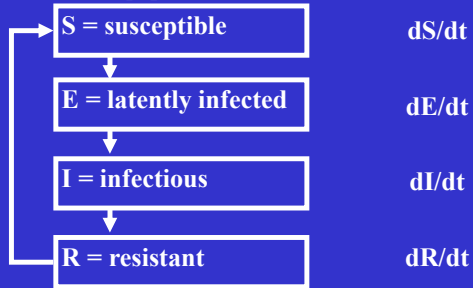 S = susceptible dS/dt
E = latently infected dE/dt
I = infectious dI/dt
R = resistant dR/dt